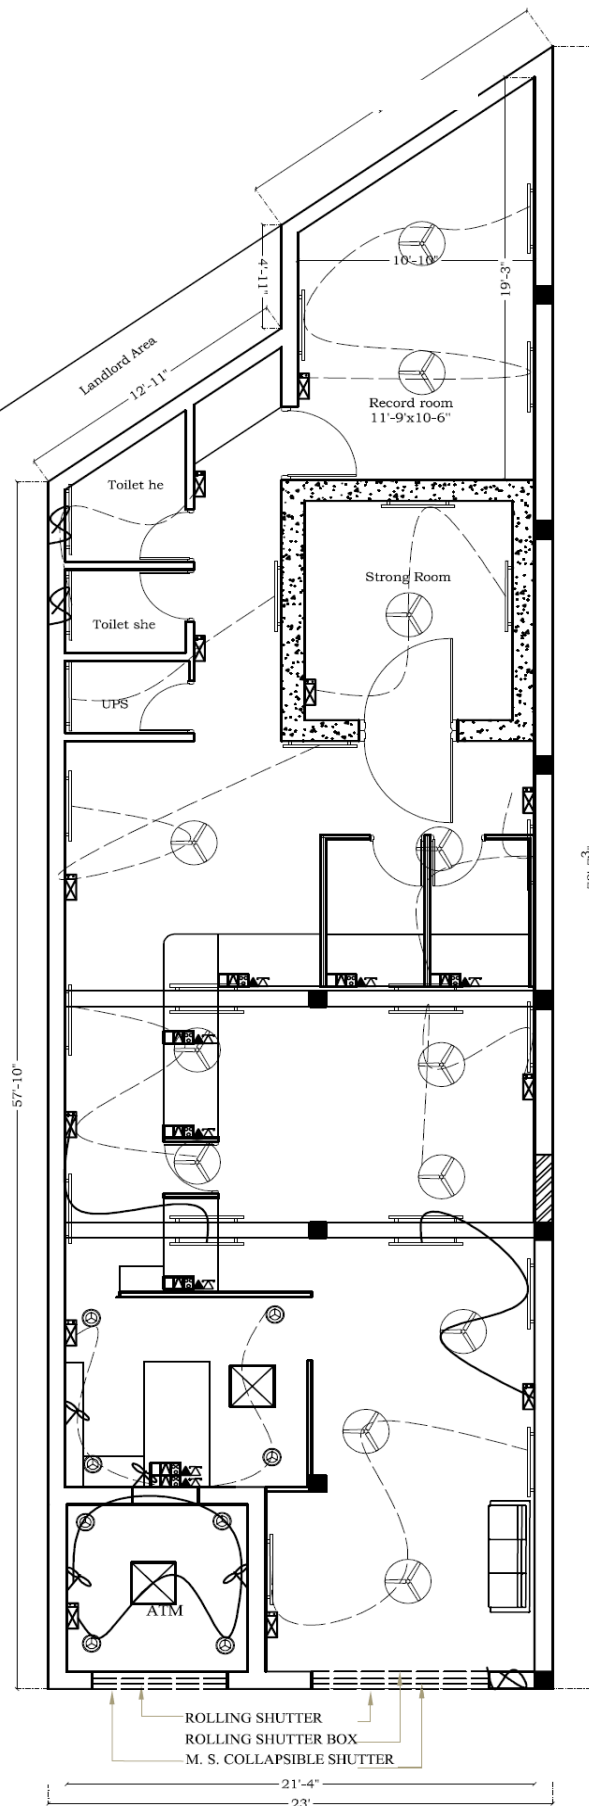 10'-10"
19'-3"
4'-11"
Landlord Area
12'-11"
Record room
11'-9'x10-6"
Toilet he
Strong Room
Toilet she
UPS
57'-10"
ATM
ROLLING SHUTTER
ROLLING SHUTTER BOX
M. S. COLLAPSIBLE SHUTTER
21'-4"
23'